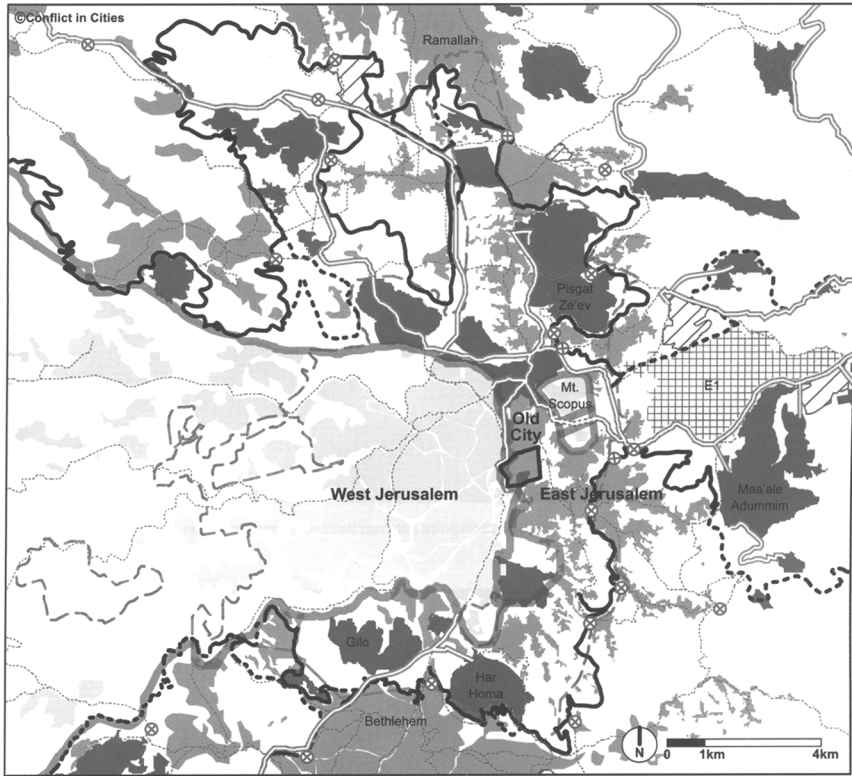 ©Conflict in Cities
Ramallah
Pisgat
Ze'ev
E1
Mt.
Scopus
Old
City
West Jerusalem
East Jerusalem
Maa'ale
Adummim
Gilo
Har
Homa
Bethlehem
N
0
1km
4km